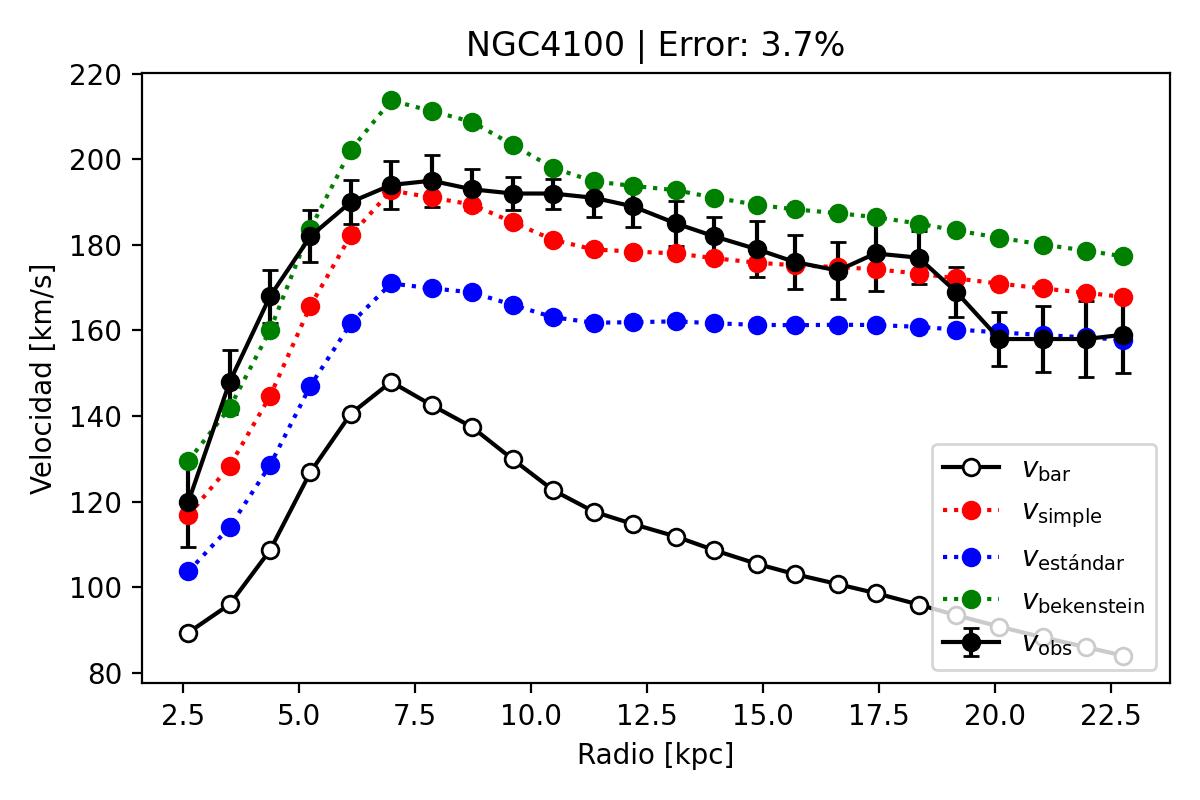 NGC4100 | Error: 3.7%
220
200
180
160
140
120
100
80
Velocidad [km/s]
v_bar
v_simple
v_estándar
v_bekenstein
v_obs
2.5 5.0 7.5 10.0 12.5 15.0 17.5 20.0 22.5
Radio [kpc]